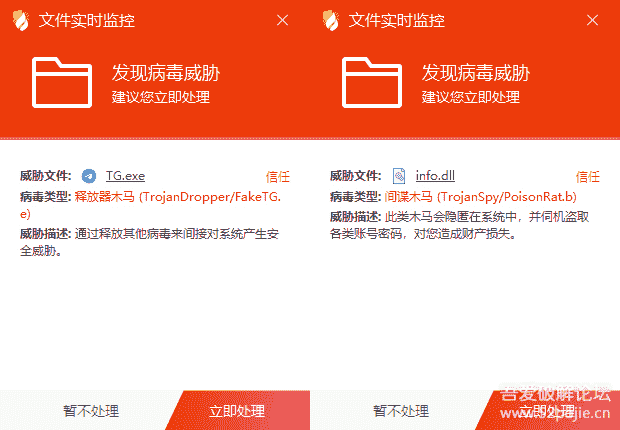 文件实时监控
发现病毒威胁
建议您立即处理
威胁文件: TG.exe 信任
病毒类型: 释放器木马 (TrojanDropper/FakeTG.
e)
威胁描述: 通过释放其他病毒来间接对系统产生安
全威胁。
暂不处理 立即处理
文件实时监控
发现病毒威胁
建议您立即处理
威胁文件: info.dll 信任
病毒类型: 间谍木马 (TrojanSpy/PoisonRat.b)
威胁描述: 此类木马会隐匿在系统中，并伺机盗取
各类账号密码，对您造成财产损失。
暂不处理 立即处理
吾爱破解论坛
www.52pojie.cn